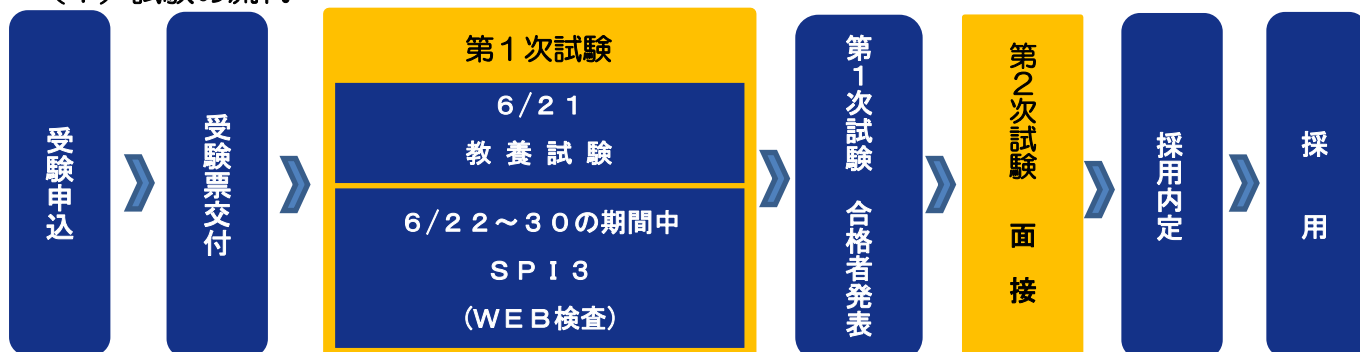 受験申込
受験票交付
第１次試験
６/２１
教 養 試 験
６/２２～３０の期間中
ＳＰＩ３
(ＷＥＢ検査)
第１次試験　合格者発表
第２次試験　面　接
採用内定
採　用